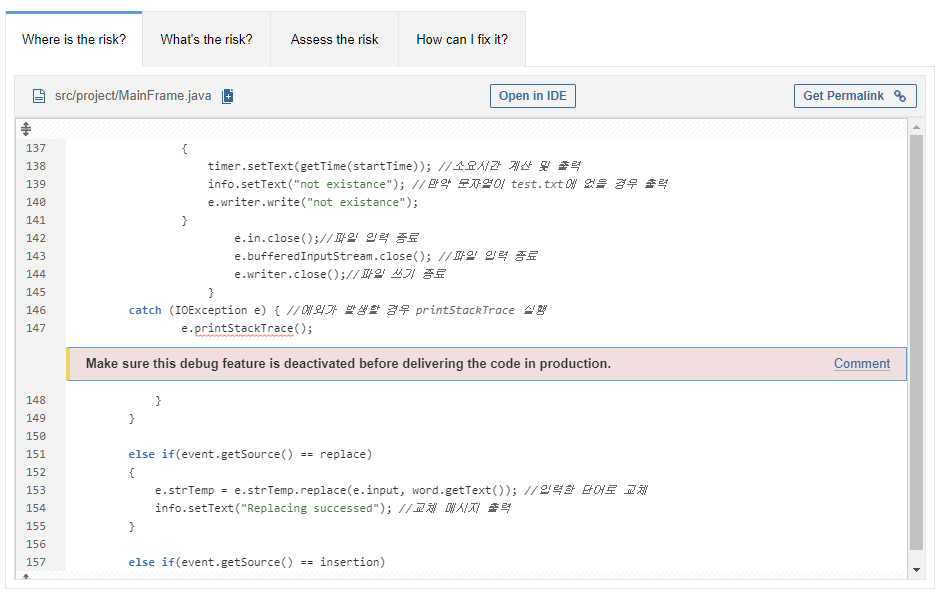 Where is the risk? What's the risk? Assess the risk How can I fix it?
src/project/MainFrame.java Open in IDE Get Permalink
137 {
138 timer.setText(getTime(startTime)); //소요시간 계산 및 출력
139 info.setText("not existance"); //만약 문자열이 test.txt에 없을 경우 출력
140 e.writer.write("not existance");
141 }
142 e.in.close();//파일 입력 종료
143 e.bufferedInputStream.close(); //파일 입력 종료
144 e.writer.close();//파일 쓰기 종료
145 }
146 catch (IOException e) { //예외가 발생할 경우 printStackTrace 실행
147 e.printStackTrace();
Make sure this debug feature is deactivated before delivering the code in production. Comment
148 }
149 }
150
151 else if(event.getSource() == replace)
152 {
153 e.strTemp = e.strTemp.replace(e.input, word.getText()); //입력한 단어로 교체
154 info.setText("Replacing successed"); //교체 메시지 출력
155 }
156
157 else if(event.getSource() == insertion)